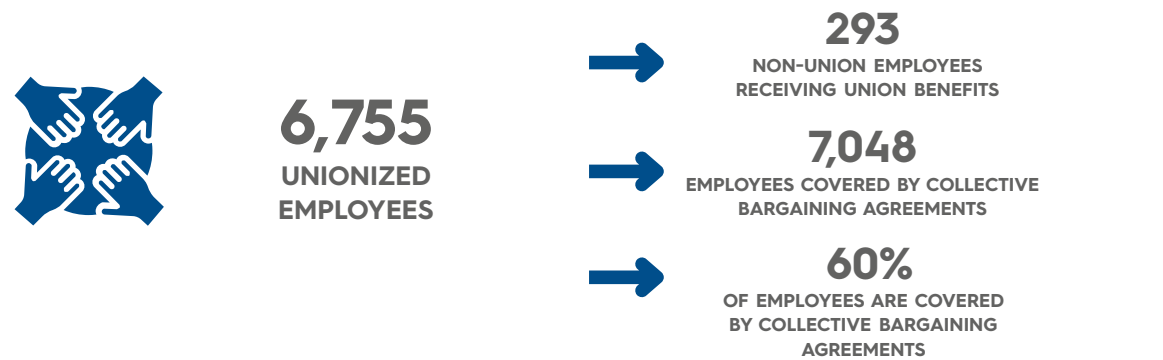 6,755
UNIONIZED
EMPLOYEES
293
NON-UNION EMPLOYEES
RECEIVING UNION BENEFITS
7,048
EMPLOYEES COVERED BY COLLECTIVE
BARGAINING AGREEMENTS
60%
OF EMPLOYEES ARE COVERED
BY COLLECTIVE BARGAINING
AGREEMENTS